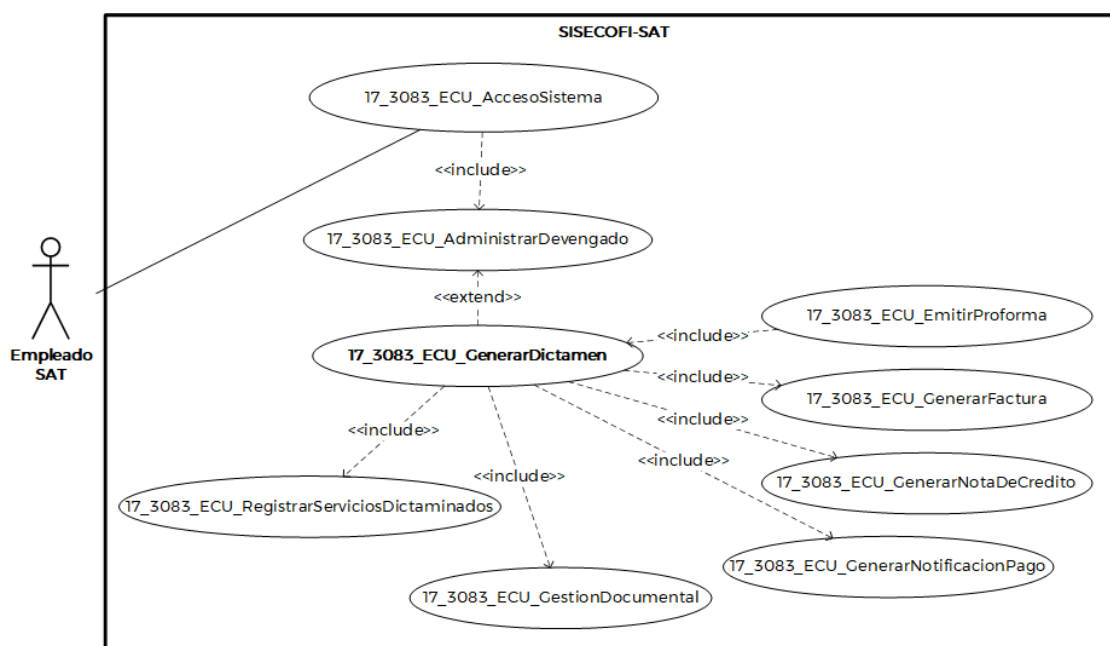 SISECOFI-SAT
17_3083_ECU_AccesoSistema
<<include>>
17_3083_ECU_AdministrarDevengado
<<extend>>
17_3083_ECU_EmitirProforma
<<include>>
17_3083_ECU_GenerarDictamen
Empleado
SAT
<<include>>
17_3083_ECU_GenerarFactura
<<include>>
<<include>>
<<include>>
<<include>>
17_3083_ECU_GenerarNotaDeCredito
17_3083_ECU_RegistrarServiciosDictaminados
17_3083_ECU_GenerarNotificacionPago
17_3083_ECU_GestionDocumental